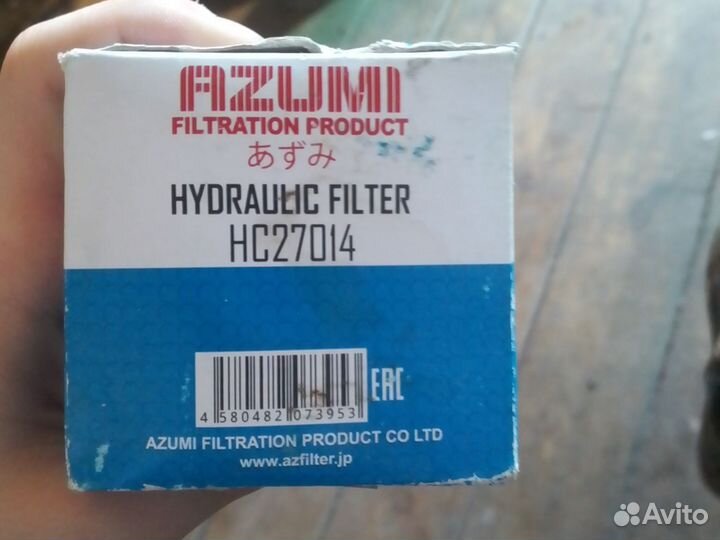 AZUMI
FILTRATION PRODUCT
あずみ
HYDRAULIC FILTER
HC27014
EAC
4 580482 073953
AZUMI FILTRATION PRODUCT CO LTD
www.azfilter.jp
Avito